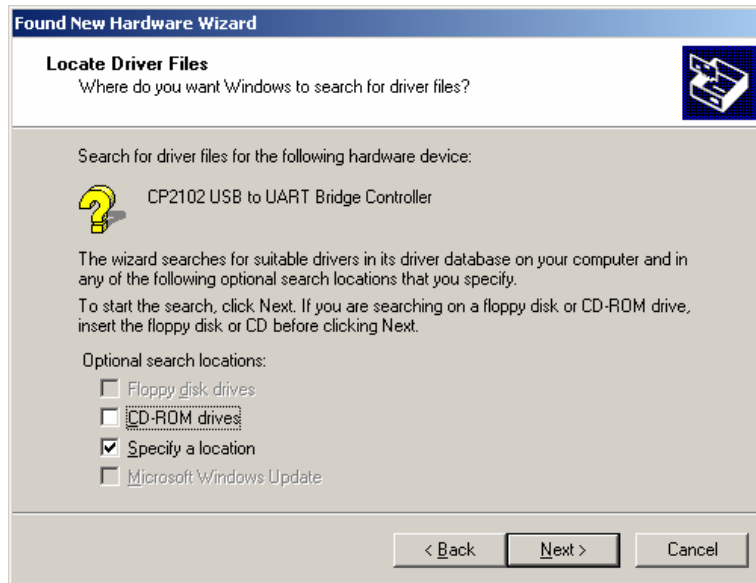 Found New Hardware Wizard
Locate Driver Files
Where do you want Windows to search for driver files?
Search for driver files for the following hardware device:
CP2102 USB to UART Bridge Controller
The wizard searches for suitable drivers in its driver database on your computer and in
any of the following optional search locations that you specify.
To start the search, click Next. If you are searching on a floppy disk or CD-ROM drive,
insert the floppy disk or CD before clicking Next.
Optional search locations:
Floppy disk drives
CD-ROM drives
Specify a location
Microsoft Windows Update
< Back Next > Cancel